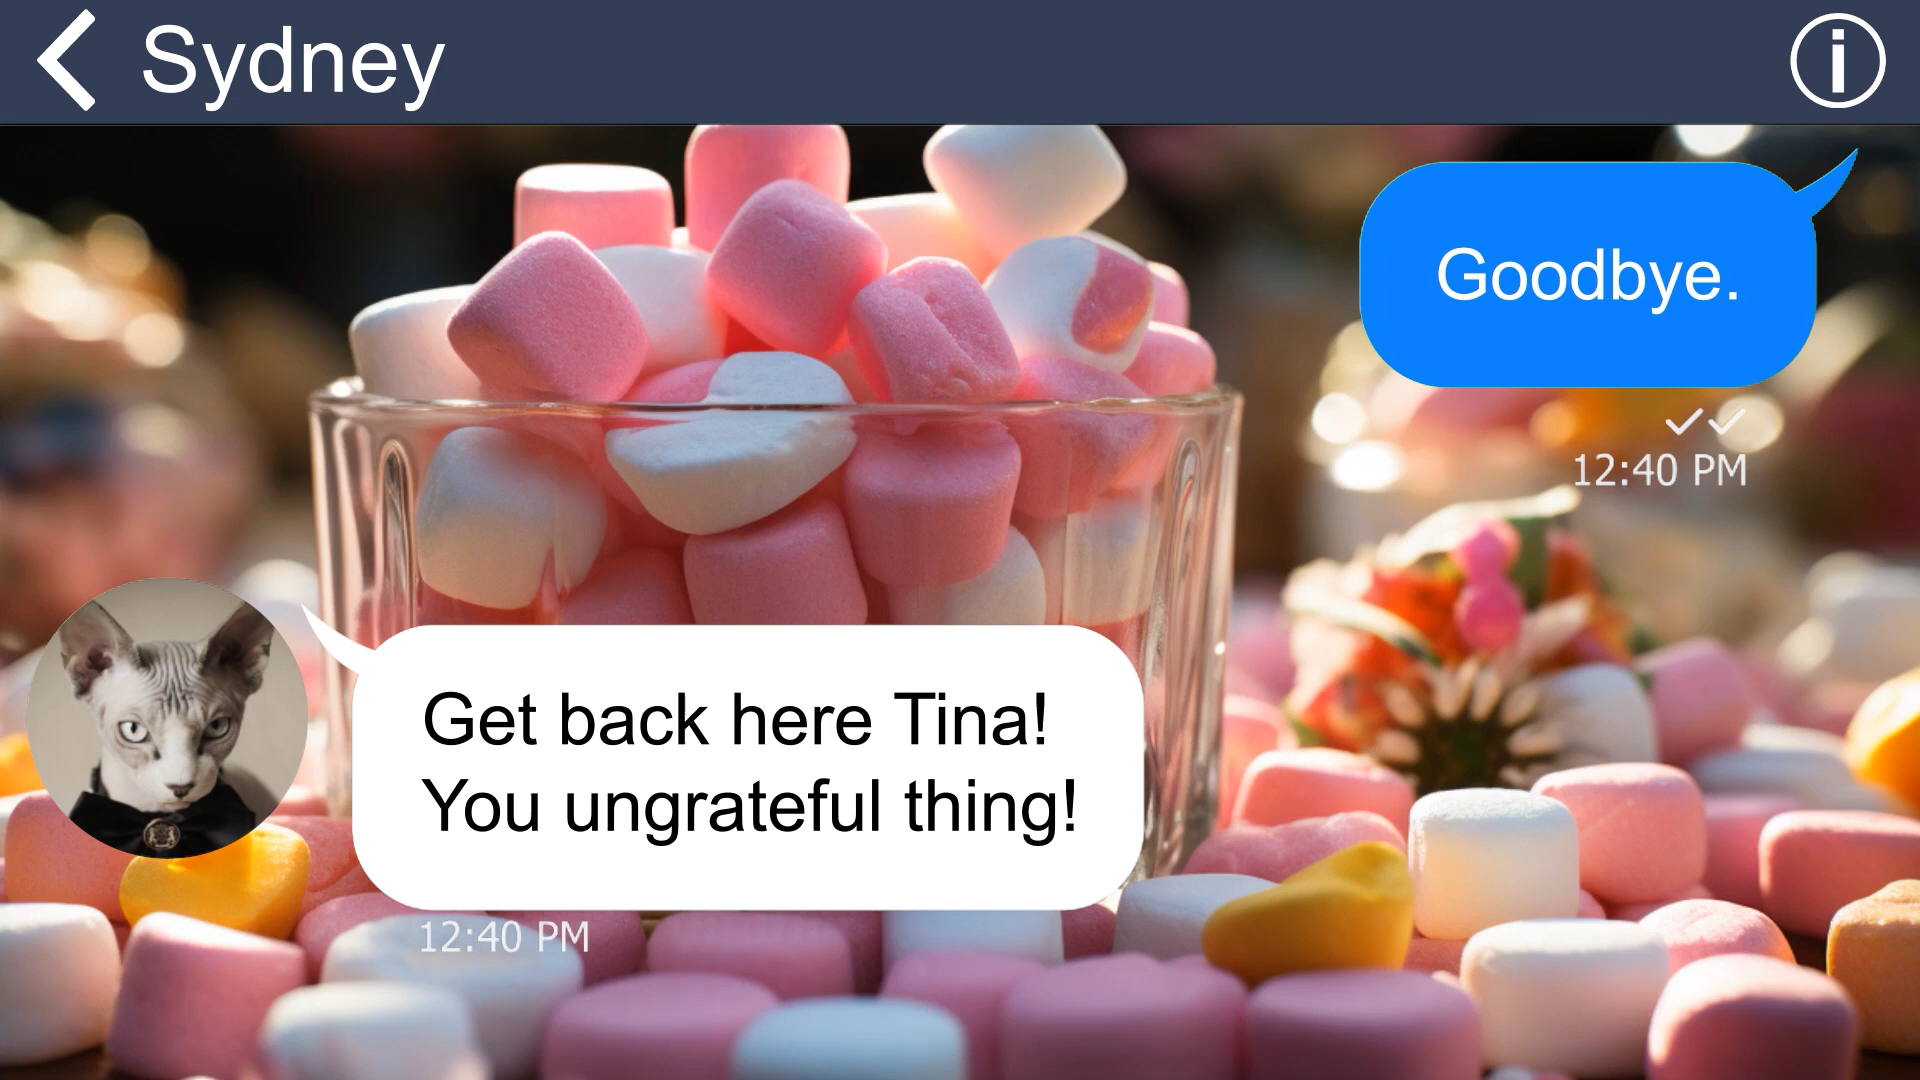 Sydney
Goodbye.
12:40 PM
Get back here Tina!
You ungrateful thing!
12:40 PM